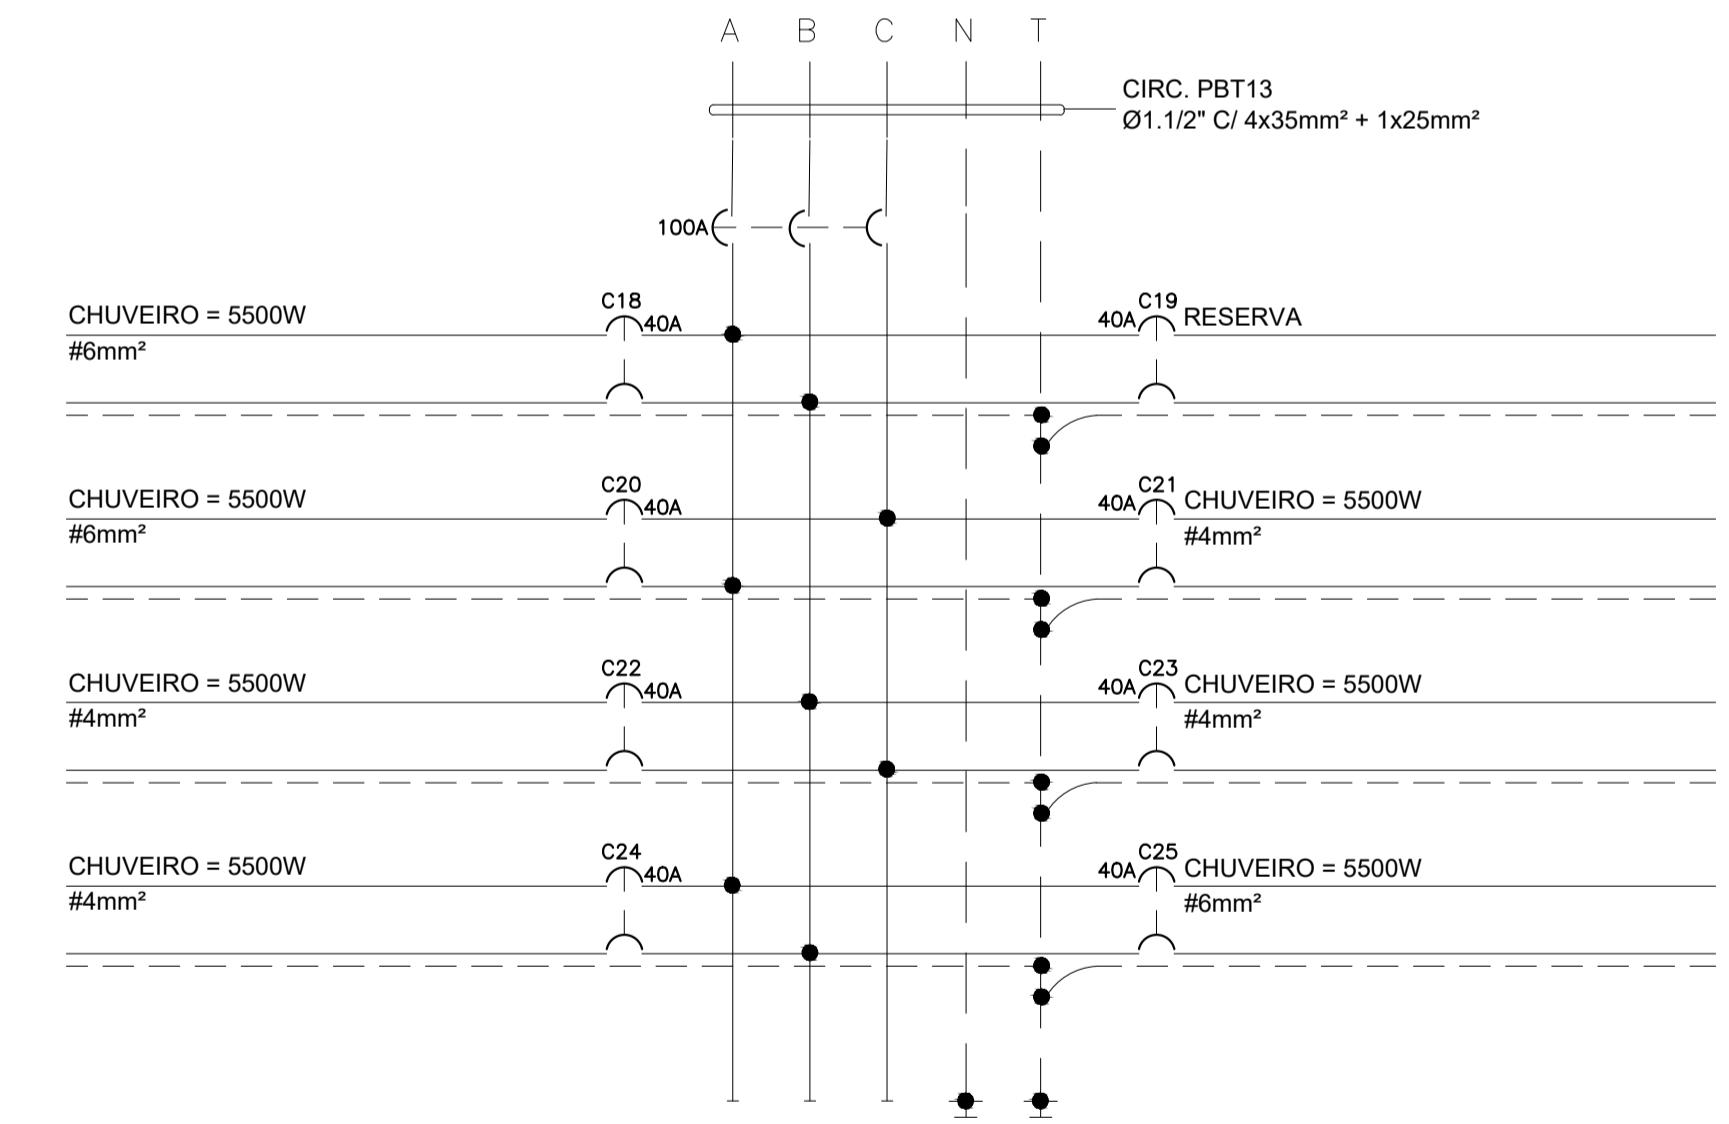 A B C N T
CIRC. PBT13
Ø1.1/2" C/ 4x35mm² + 1x25mm²
100A
CHUVEIRO = 5500W
#6mm²
C18
40A
C19
40A
RESERVA
CHUVEIRO = 5500W
#6mm²
C20
40A
C21
40A
CHUVEIRO = 5500W
#4mm²
CHUVEIRO = 5500W
#4mm²
C22
40A
C23
40A
CHUVEIRO = 5500W
#4mm²
CHUVEIRO = 5500W
#4mm²
C24
40A
C25
40A
CHUVEIRO = 5500W
#6mm²